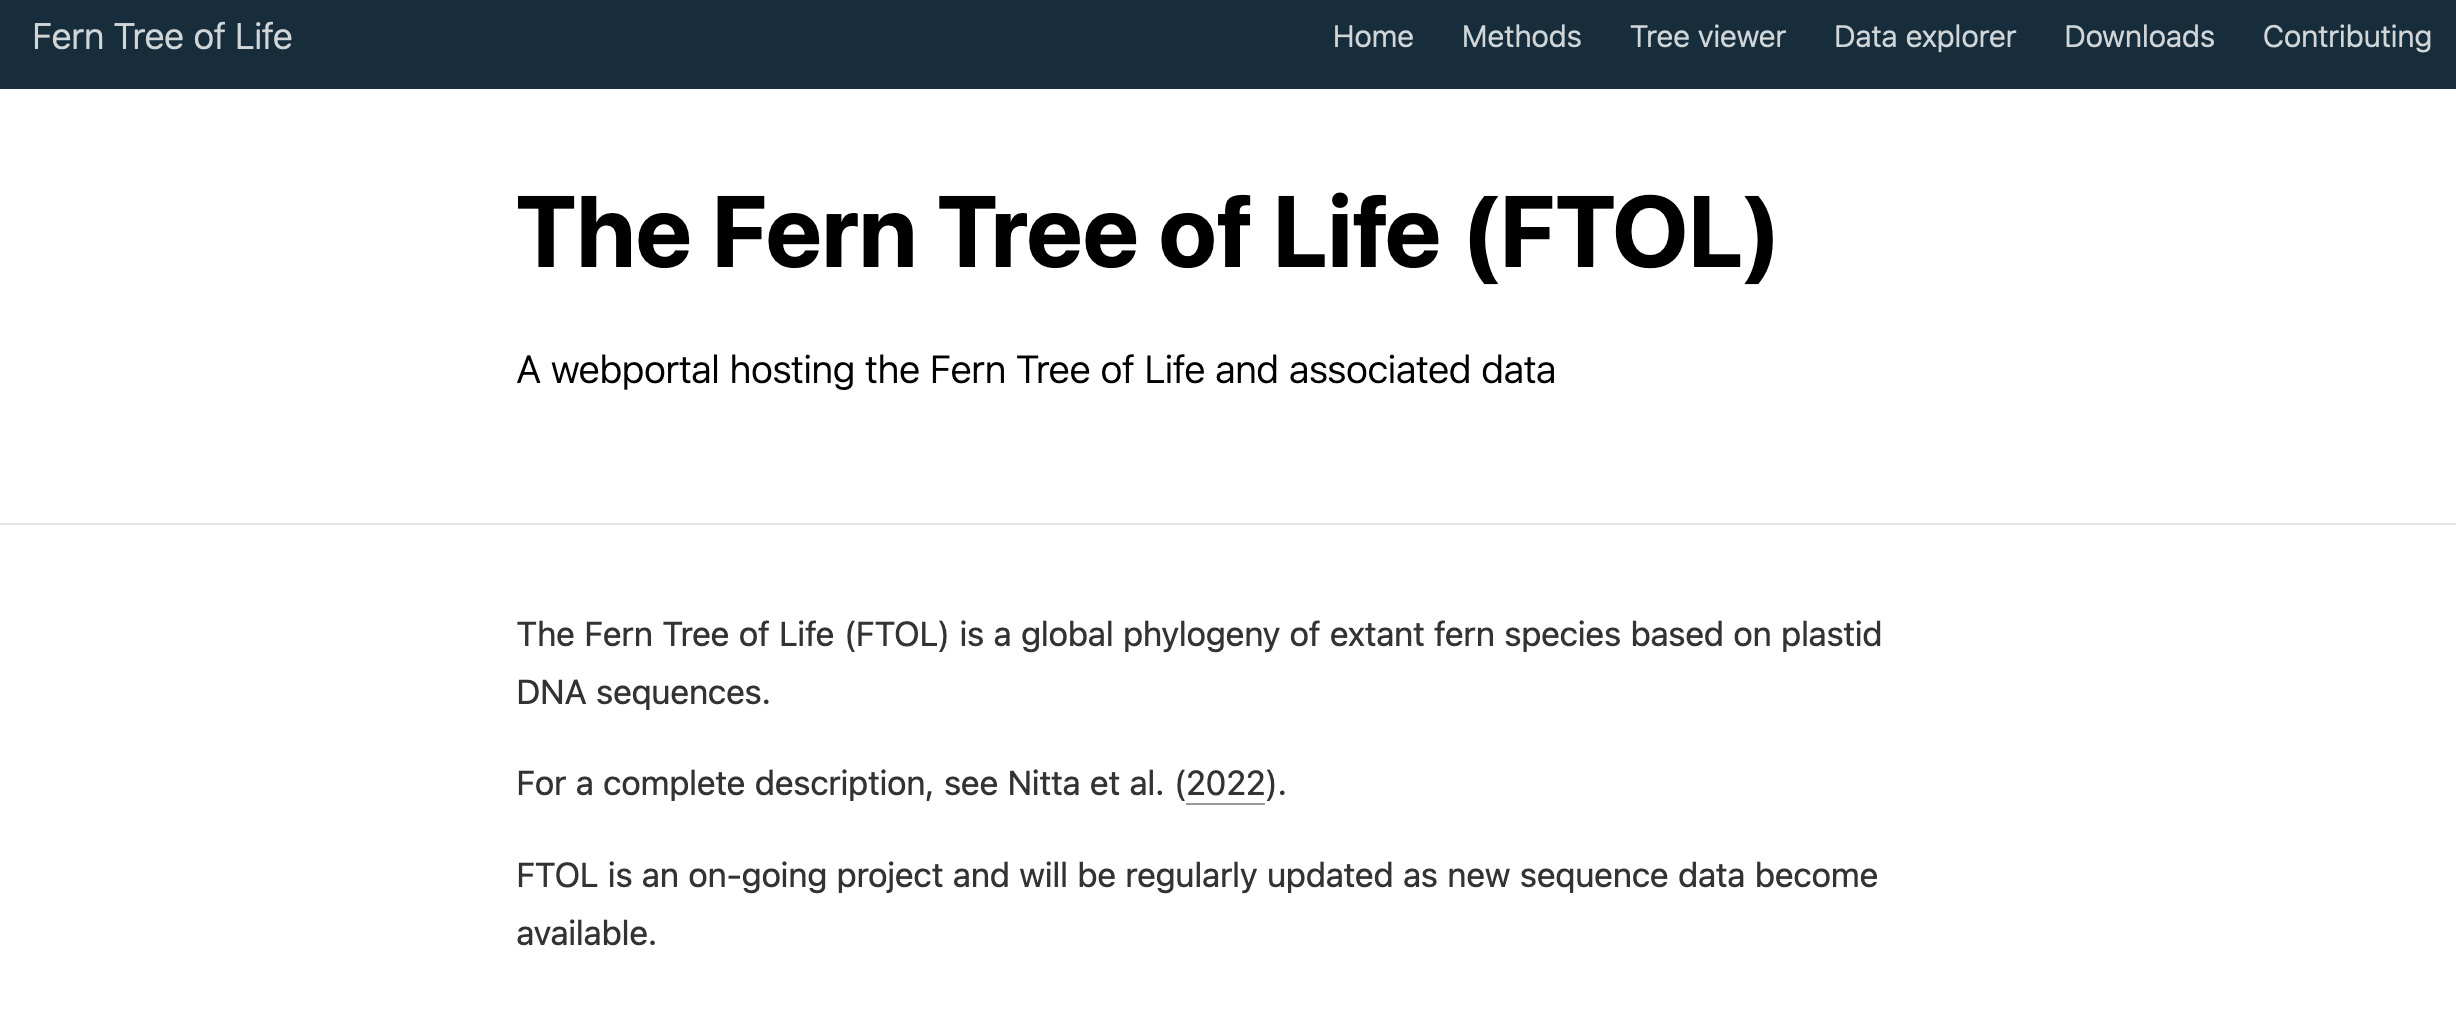 Fern Tree of Life
Home Methods Tree viewer Data explorer Downloads Contributing
The Fern Tree of Life (FTOL)
A webportal hosting the Fern Tree of Life and associated data
The Fern Tree of Life (FTOL) is a global phylogeny of extant fern species based on plastid
DNA sequences.
For a complete description, see Nitta et al. (2022).
FTOL is an on-going project and will be regularly updated as new sequence data become
available.